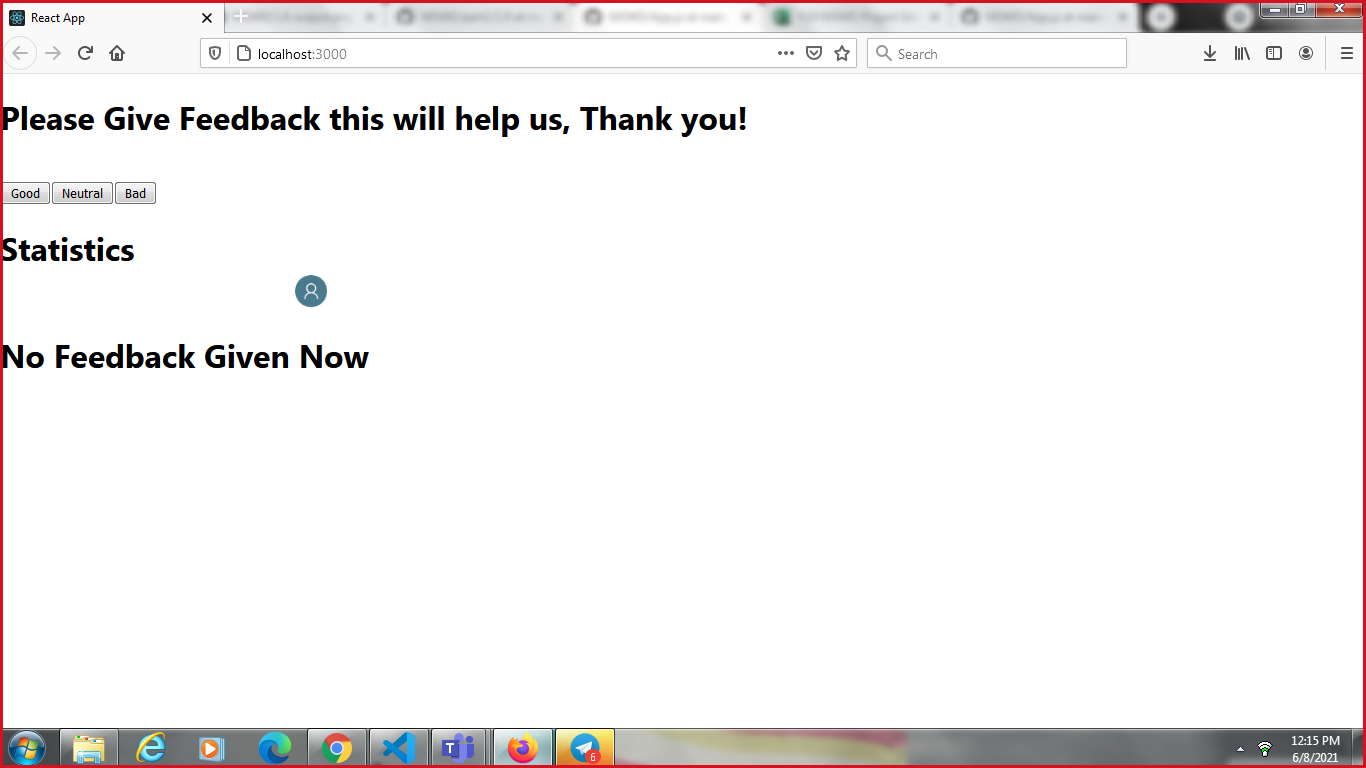 React App
localhost:3000
Search
Please Give Feedback this will help us, Thank you!
Good Neutral Bad
Statistics
No Feedback Given Now
6
12:15 PM
6/8/2021